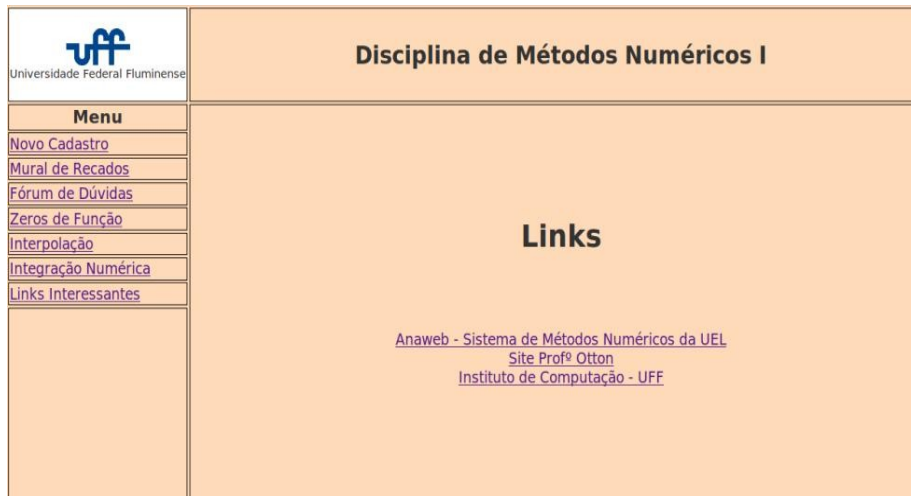 uff
Universidade Federal Fluminense
Disciplina de Métodos Numéricos I
Menu
Novo Cadastro
Mural de Recados
Fórum de Dúvidas
Zeros de Função
Interpolação
Integração Numérica
Links Interessantes
Links
Anaweb - Sistema de Métodos Numéricos da UEL
Site Profº Otton
Instituto de Computação - UFF